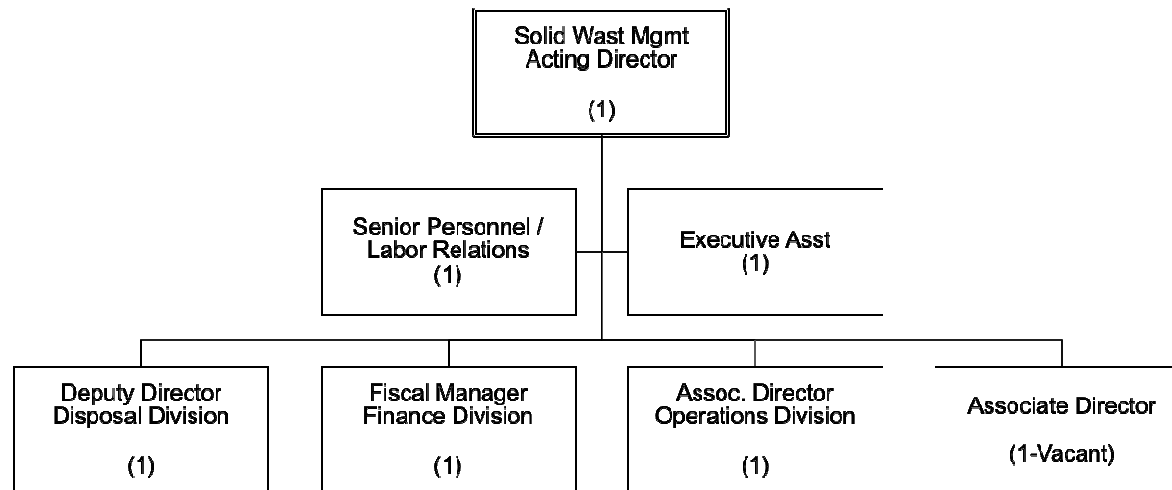 Solid Wast Mgmt
Acting Director
(1)
Senior Personnel /
Labor Relations
(1)
Executive Asst
(1)
Deputy Director
Disposal Division
(1)
Fiscal Manager
Finance Division
(1)
Assoc. Director
Operations Division
(1)
Associate Director
(1-Vacant)